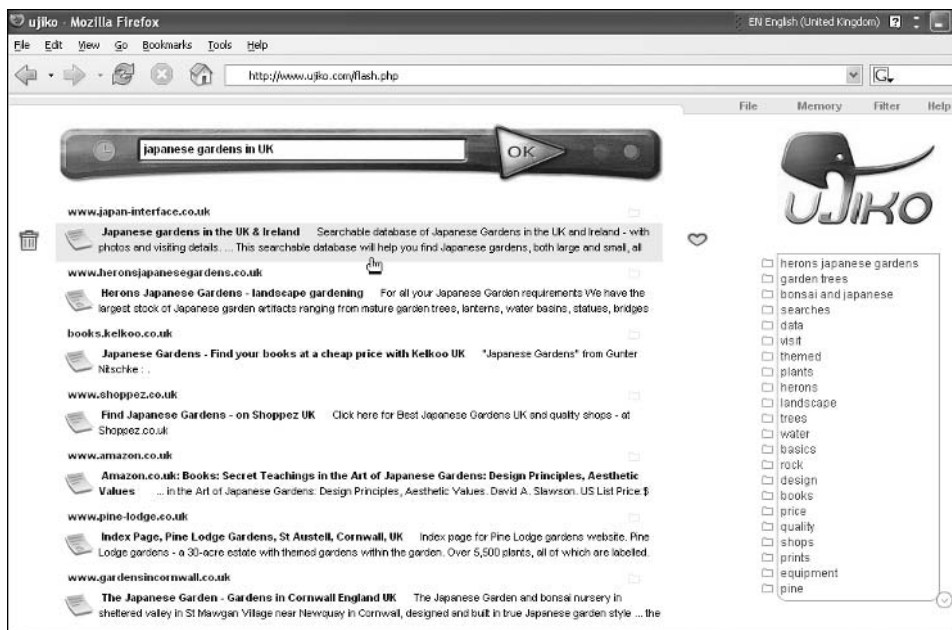 ujiko - Mozilla Firefox
EN English (United Kingdom) ?
File Edit View Go Bookmarks Tools Help
http://www.ujiko.com/flash.php
G
File Memory Filter Help
japanese gardens in UK
OK
UJIKO
www.japan-interface.co.uk
Japanese gardens in the UK & Ireland Searchable database of Japanese Gardens in the UK and Ireland - with
photos and visiting details. ... This searchable database will help you find Japanese gardens, both large and small, all
www.heronsjapanesegardens.co.uk
Herons Japanese Gardens - landscape gardening For all your Japanese Garden requirements We have the
largest stock of Japanese garden artifacts ranging from mature garden trees, lanterns, water basins, statues, bridges
books.kelkoo.co.uk
Japanese Gardens - Find your books at a cheap price with Kelkoo UK "Japanese Gardens" from Gunter
Nitschke : .
www.shoppez.co.uk
Find Japanese Gardens - on Shoppez UK Click here for Best Japanese Gardens UK and quality shops - at
Shoppez.co.uk
www.amazon.co.uk
Amazon.co.uk: Books: Secret Teachings in the Art of Japanese Gardens: Design Principles, Aesthetic
Values ... in the Art of Japanese Gardens: Design Principles, Aesthetic Values. David A. Slawson. US List Price:$
www.pine-lodge.co.uk
Index Page, Pine Lodge Gardens, St Austell, Cornwall, UK Index page for Pine Lodge gardens website. Pine
Lodge gardens - a 30-acre estate with themed gardens within the garden. Over 5,500 plants, all of which are labelled.
www.gardensincornwall.co.uk
The Japanese Garden - Gardens in Cornwall England UK The Japanese Garden and bonsai nursery in
sheltered valley in St Mawgan Village near Newquay in Cornwall, designed and built in true Japanese garden style ... the
herons japanese gardens
garden trees
bonsai and japanese
searches
data
visit
themed
plants
herons
landscape
trees
water
basics
rock
design
books
price
quality
shops
prints
equipment
pine